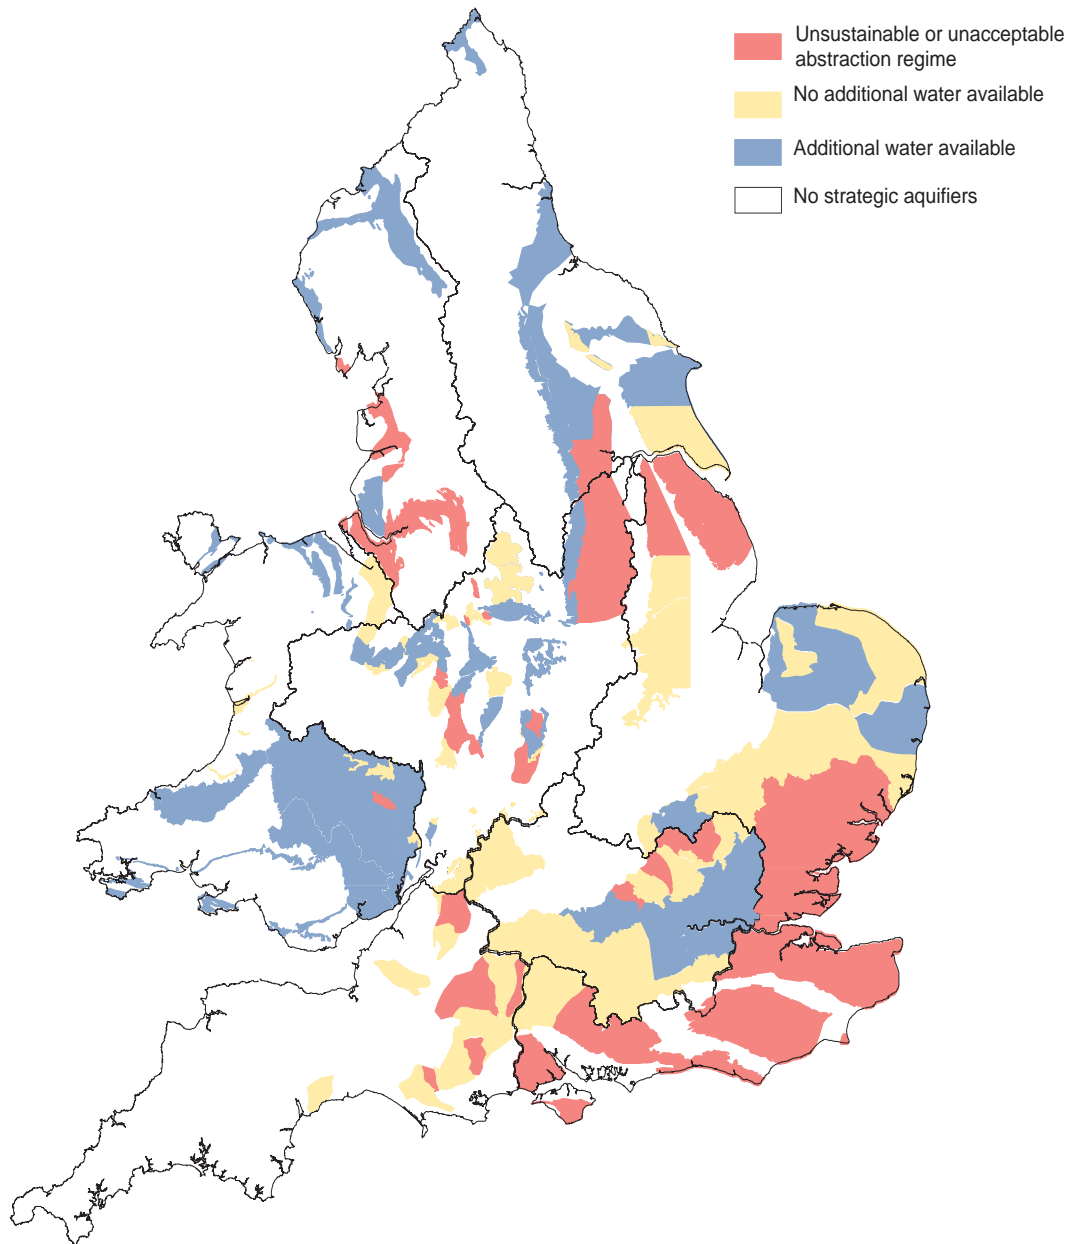 Unsustainable or unacceptable
abstraction regime
No additional water available
Additional water available
No strategic aquifiers